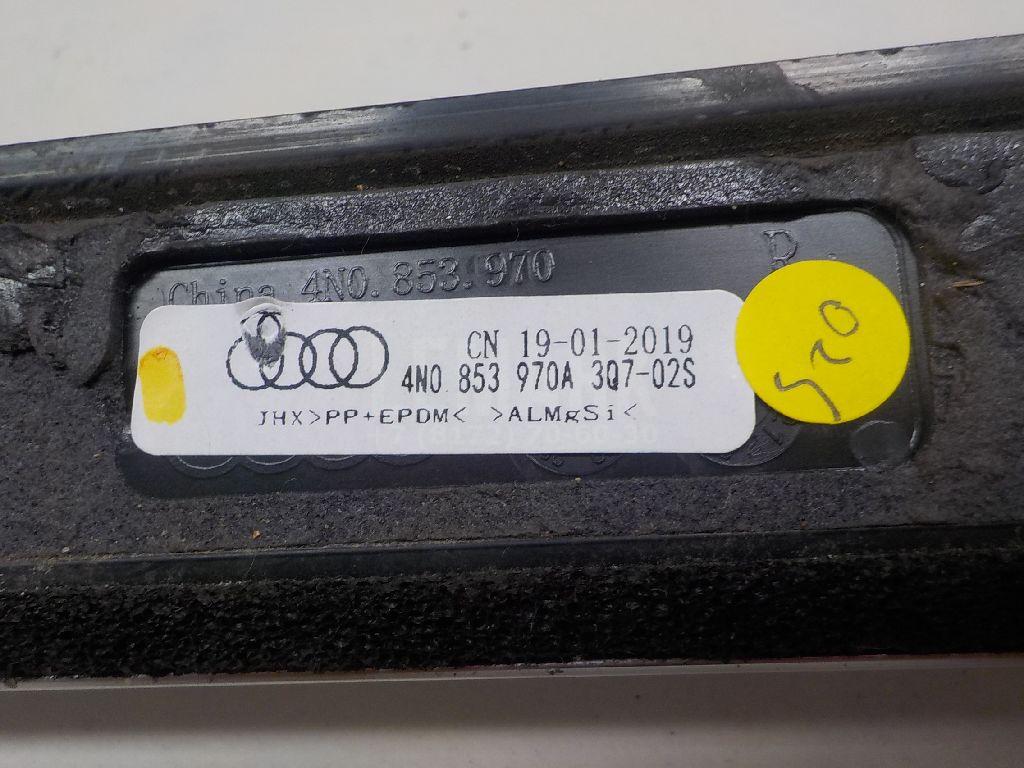 China 4N0.853.970 R.
CN 19-01-2019
4N0 853 970A 3Q7-02S
JHX>PP+EPDM< >ALMgSi<
570